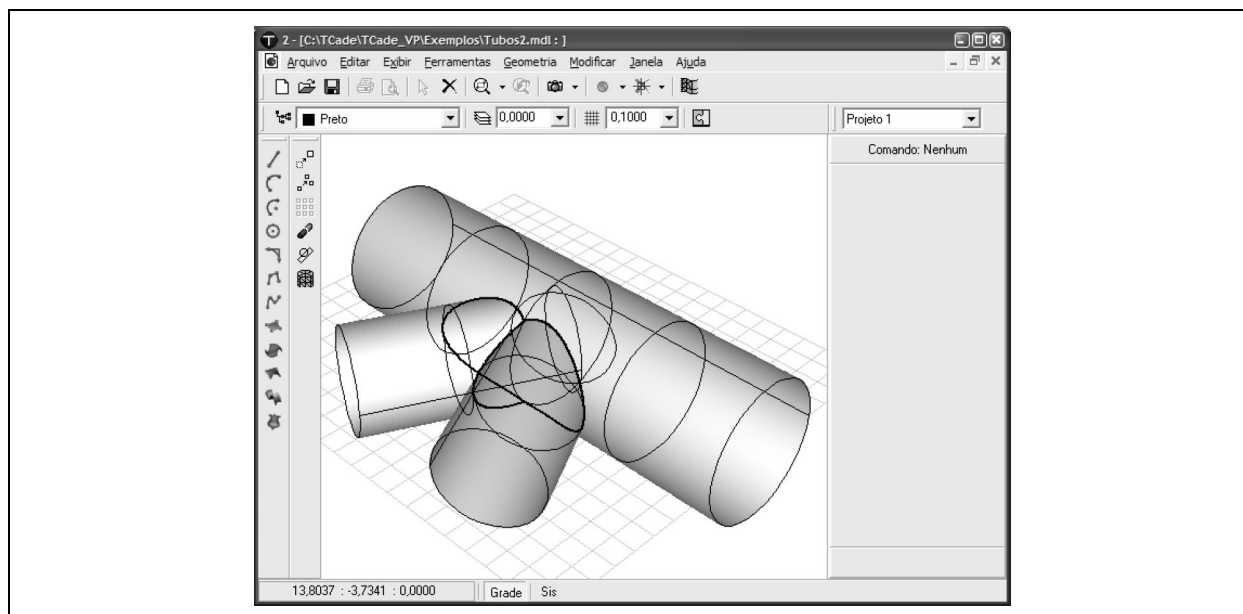 2 - [C:\TCade\TCade_VP\Exemplos\Tubos2.mdl : ]
Arquivo Editar Exibir Ferramentas Geometria Modificar Janela Ajuda
Preto 0,0000 0,1000 Projeto 1
Comando: Nenhum
13,8037 : -3,7341 : 0,0000 Grade Sis